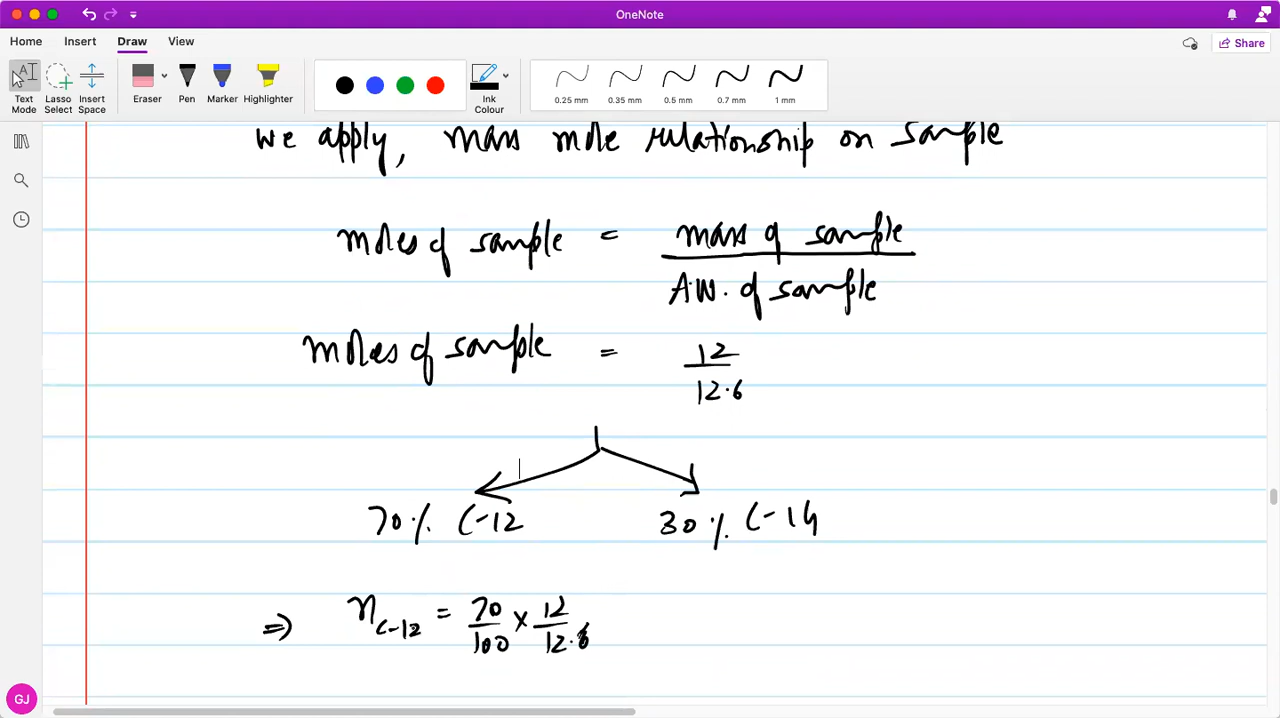 OneNote
Home Insert Draw View
Share
Text Mode
Lasso Select
Insert Space
Eraser
Pen
Marker
Highlighter
Ink Colour
0.25 mm
0.35 mm
0.5 mm
0.7 mm
1 mm
we apply, mass mole relationship on sample
moles of sample = mass of sample
A.W. of sample
moles of sample = 12
12.6
70% C-12 30% C-14
⇒ n C-12 = 70/100 × 12/12.6
GJ